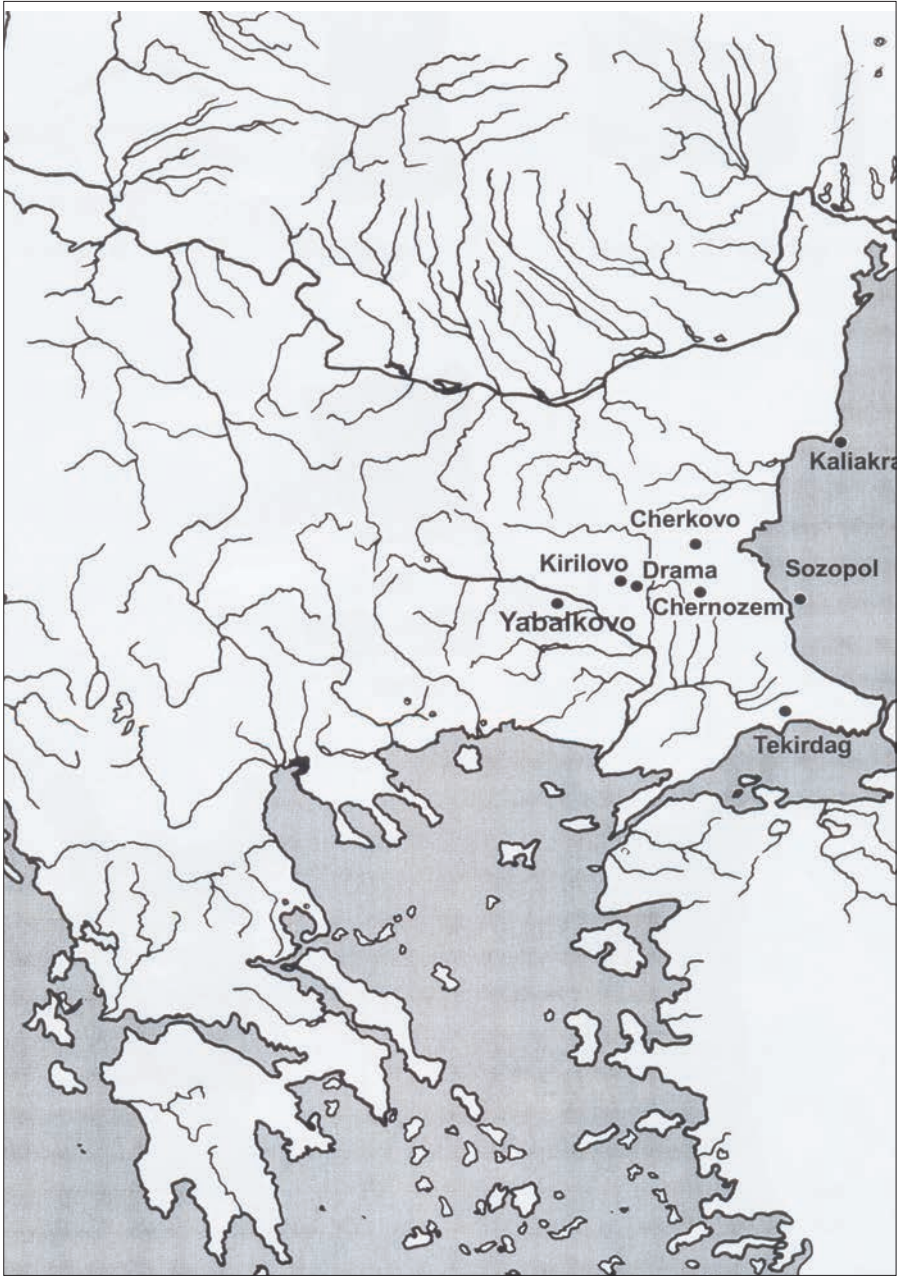 Kaliakra
Cherkovo
Kirilovo
Drama
Sozopol
Chernozem
Yabalkovo
Tekirdag